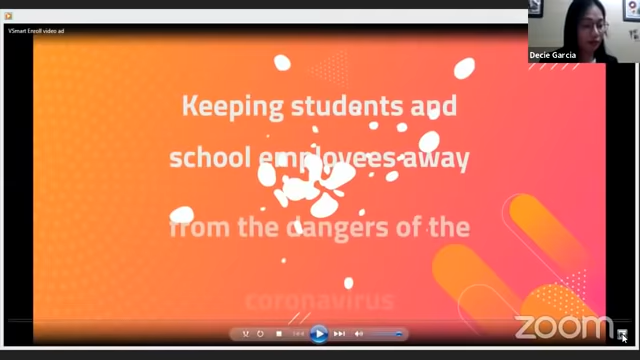 VSmart Enroll video ad
Decie Garcia
Keeping students and
school employees away
from the dangers of the
coronavirus
zoom